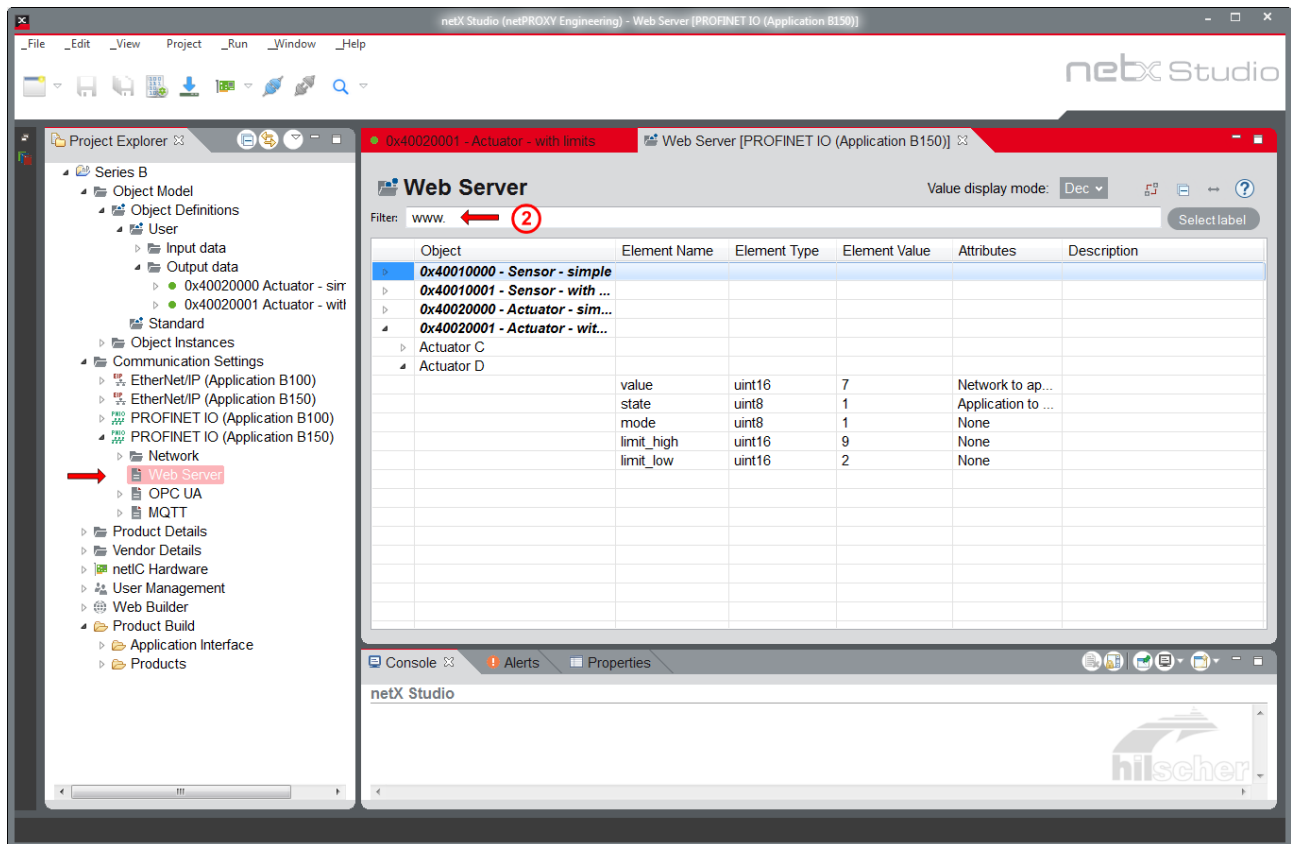 netX Studio (netPROXY Engineering) - Web Server [PROFINET IO (Application B150)]
_File _Edit _View Project _Run _Window _Help
netX Studio
Project Explorer
0x40020001 - Actuator - with limits
Web Server [PROFINET IO (Application B150)]
Series B
Object Model
Object Definitions
User
Input data
Output data
0x40020000 Actuator - sim
0x40020001 Actuator - with
Standard
Object Instances
Communication Settings
EtherNet/IP (Application B100)
EtherNet/IP (Application B150)
PROFINET IO (Application B100)
PROFINET IO (Application B150)
Network
Web Server
OPC UA
MQTT
Product Details
Vendor Details
netIC Hardware
User Management
Web Builder
Product Build
Application Interface
Products
Web Server
Value display mode: Dec
Filter: www. 2
Select label
Object Element Name Element Type Element Value Attributes Description
0x40010000 - Sensor - simple
0x40010001 - Sensor - with ...
0x40020000 - Actuator - sim...
0x40020001 - Actuator - wit...
Actuator C
Actuator D
value uint16 7 Network to ap...
state uint8 1 Application to ...
mode uint8 1 None
limit_high uint16 9 None
limit_low uint16 2 None
Console Alerts Properties
netX Studio
hilscher